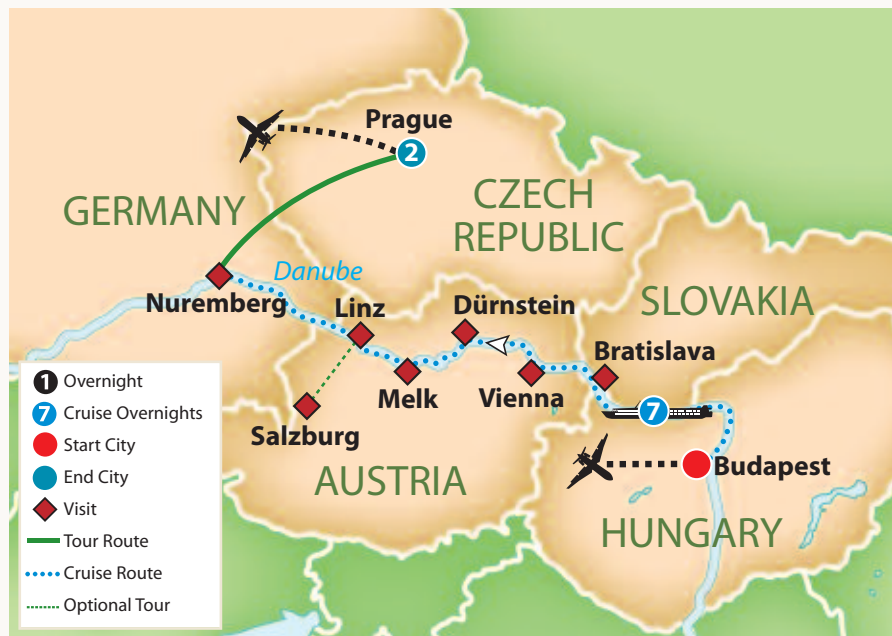 Prague
2
CZECH
REPUBLIC
GERMANY
Danube
Nuremberg
Linz
Dürnstein
SLOVAKIA
Bratislava
Melk
Vienna
7
Salzburg
AUSTRIA
Budapest
HUNGARY
1 Overnight
7 Cruise Overnights
Start City
End City
Visit
Tour Route
Cruise Route
Optional Tour